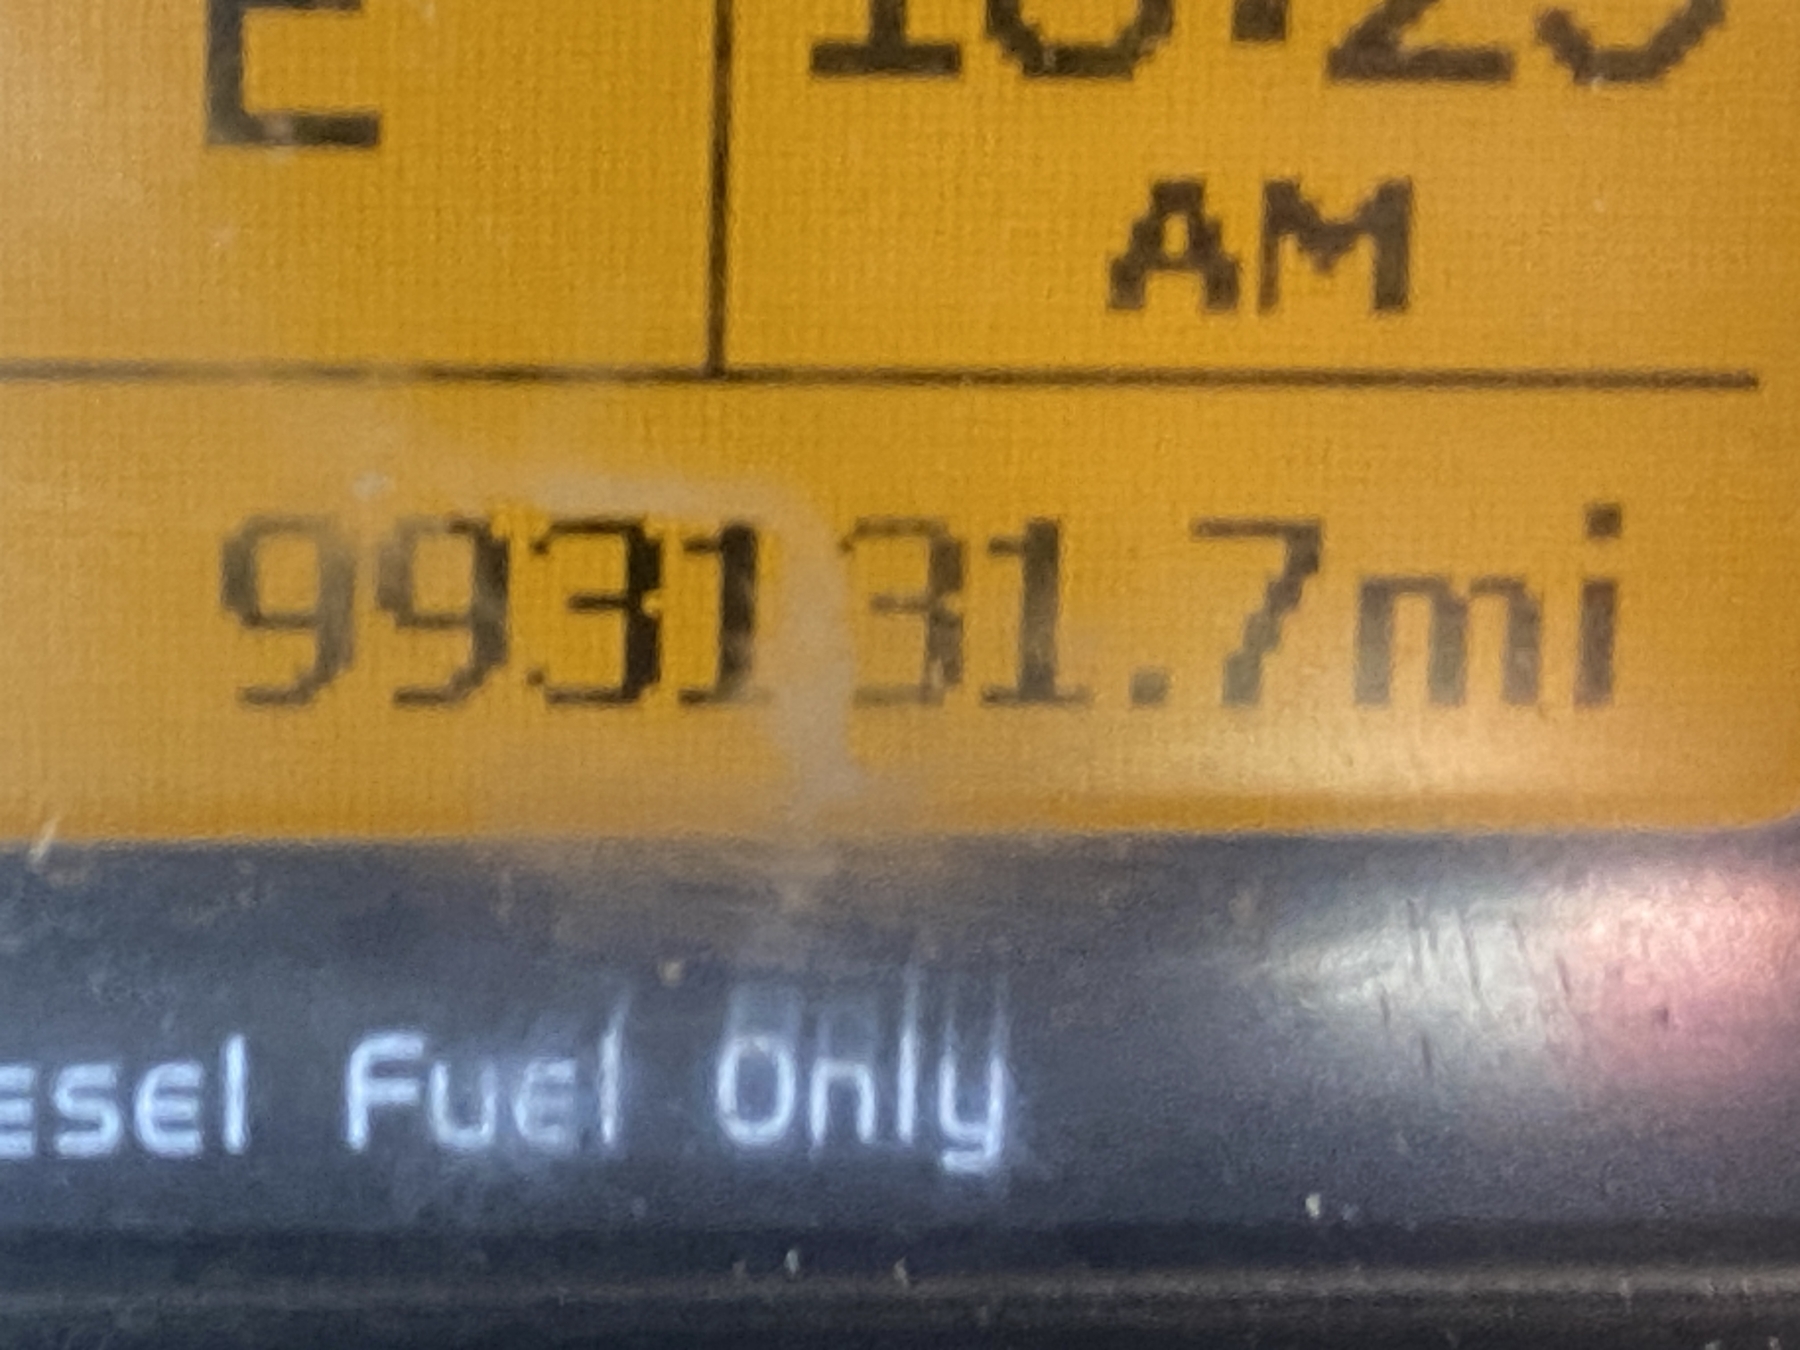 E
AM
993131.7mi
esel Fuel Only